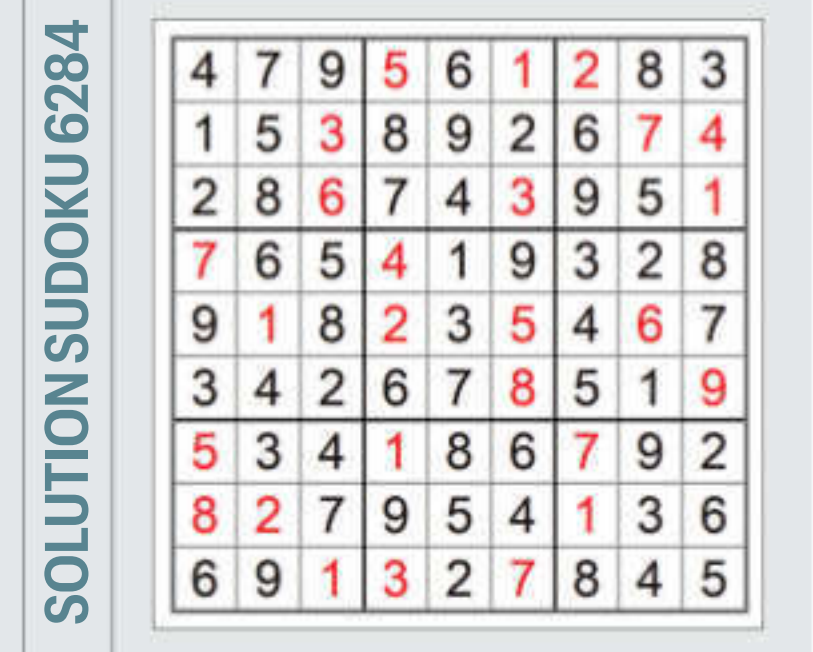 SOLUTION SUDOKU 6284
4 7 9 5 6 1 2 8 3
1 5 3 8 9 2 6 7 4
2 8 6 7 4 3 9 5 1
7 6 5 4 1 9 3 2 8
9 1 8 2 3 5 4 6 7
3 4 2 6 7 8 5 1 9
5 3 4 1 8 6 7 9 2
8 2 7 9 5 4 1 3 6
6 9 1 3 2 7 8 4 5